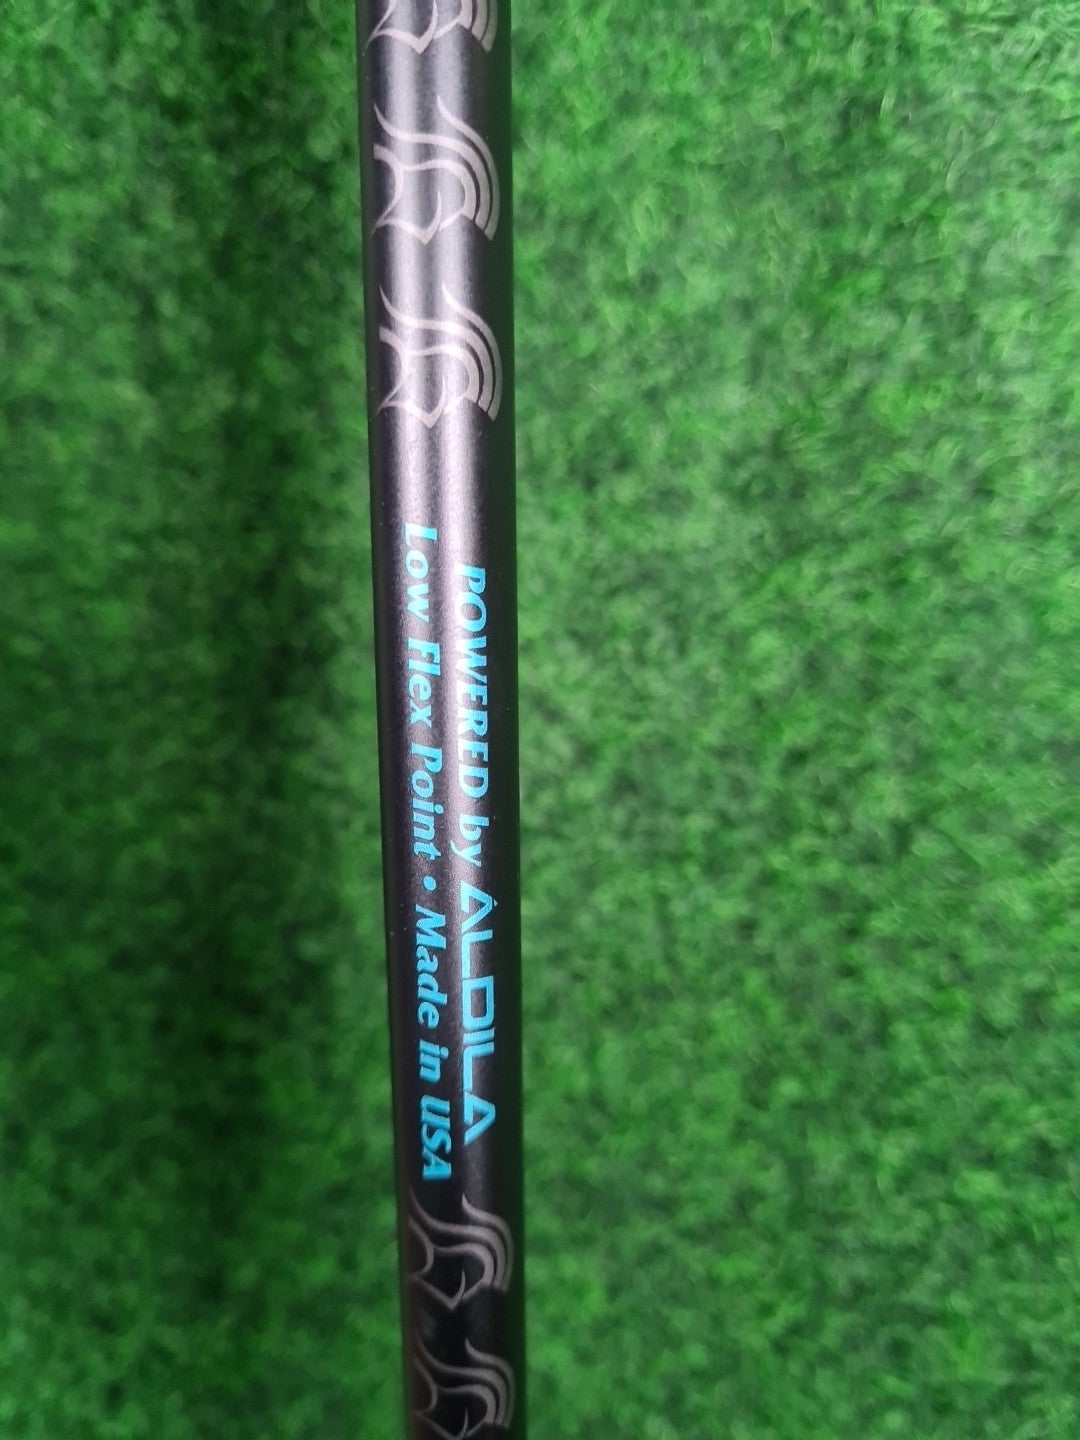 POWERED by ALDILA
Low Flex Point • Made in USA